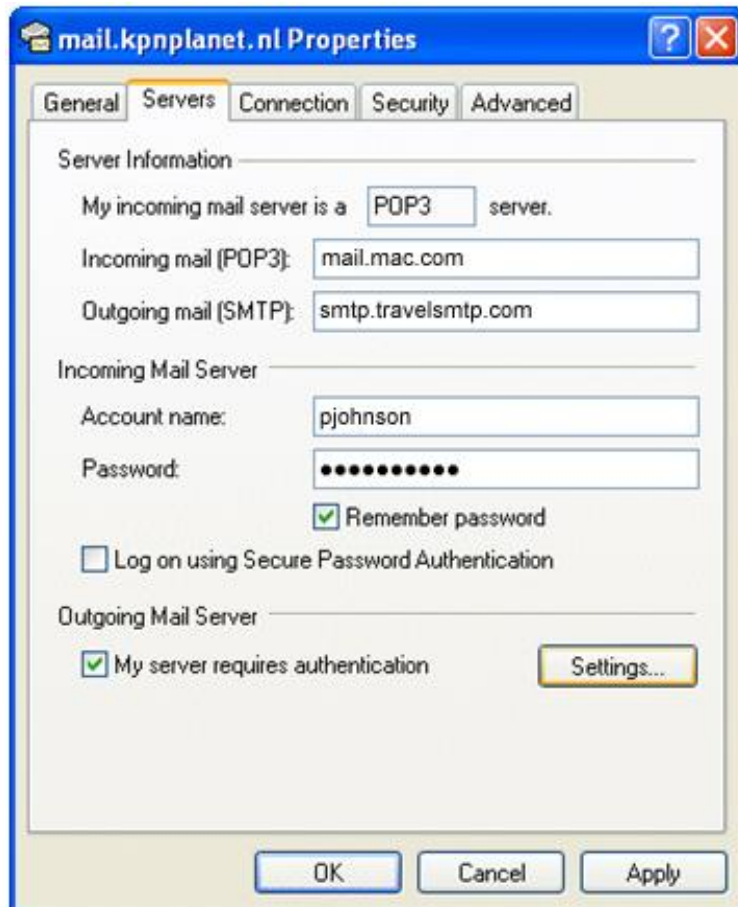 mail.kpnplanet.nl Properties ? X
General Servers Connection Security Advanced
Server Information
My incoming mail server is a POP3 server.
Incoming mail (POP3): mail.mac.com
Outgoing mail (SMTP): smtp.travelsmtp.com
Incoming Mail Server
Account name: pjohnson
Password: ●●●●●●●●●●
Remember password
Log on using Secure Password Authentication
Outgoing Mail Server
My server requires authentication Settings...
OK Cancel Apply